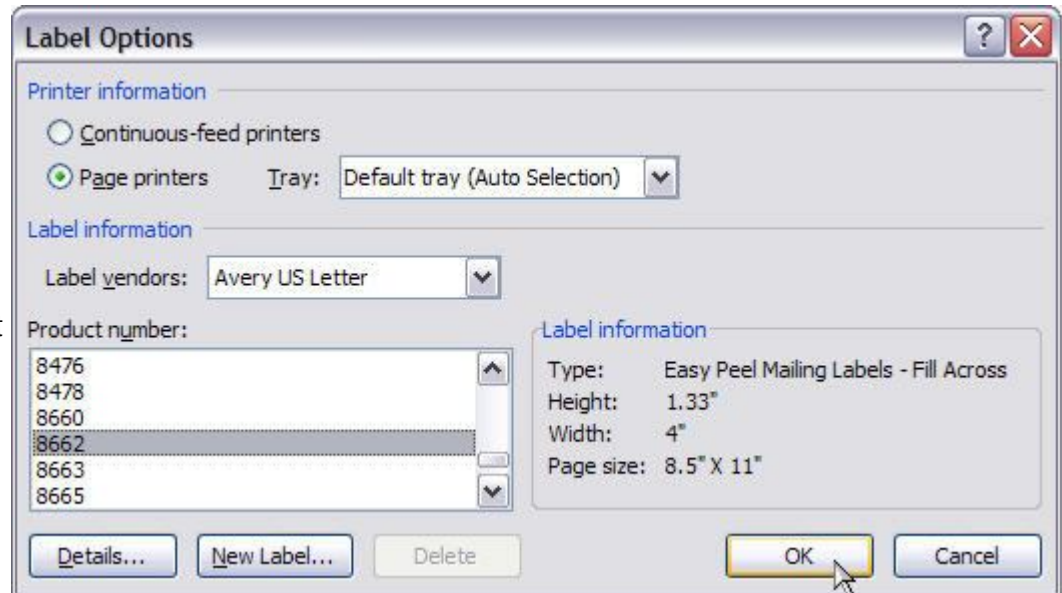 Label Options
?
Printer information
Continuous-feed printers
Page printers Tray: Default tray (Auto Selection)
Label information
Label vendors: Avery US Letter
Product number:
8476
8478
8660
8662
8663
8665
Label information
Type: Easy Peel Mailing Labels - Fill Across
Height: 1.33"
Width: 4"
Page size: 8.5" X 11"
Details... New Label... Delete OK Cancel